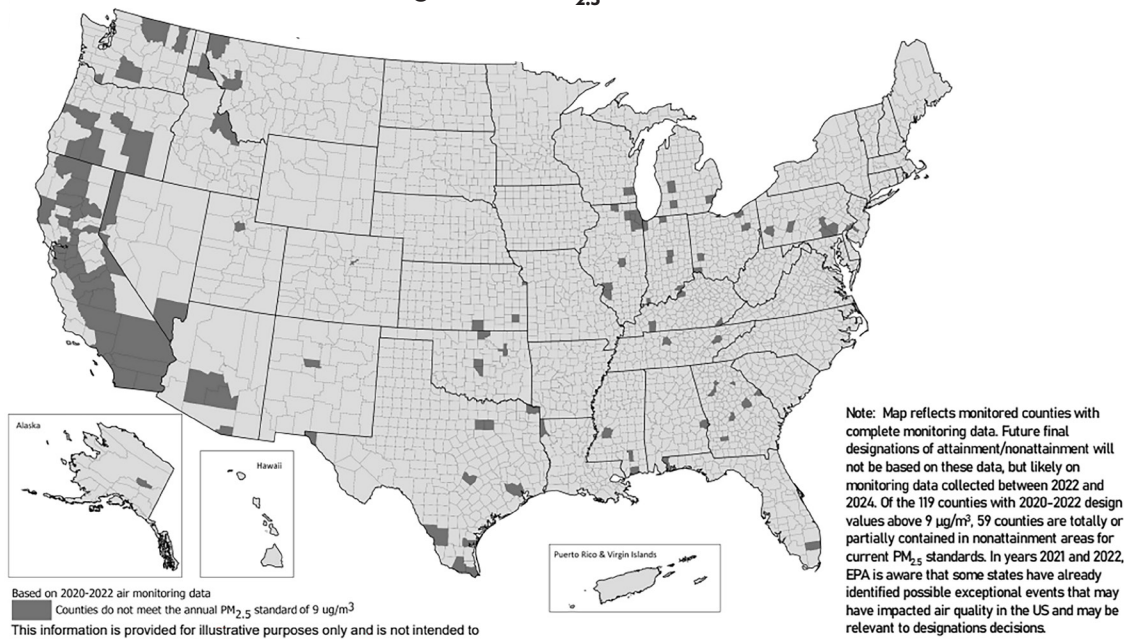 2.5
Alaska
Hawaii
Puerto Rico & Virgin Islands
Note: Map reflects monitored counties with
complete monitoring data. Future final
designations of attainment/nonattainment will
not be based on these data, but likely on
monitoring data collected between 2022 and
2024. Of the 119 counties with 2020-2022 design
values above 9 µg/m³, 59 counties are totally or
partially contained in nonattainment areas for
current PM2.5 standards. In years 2021 and 2022,
EPA is aware that some states have already
identified possible exceptional events that may
have impacted air quality in the US and may be
relevant to designations decisions.
Based on 2020-2022 air monitoring data
Counties do not meet the annual PM2.5 standard of 9 ug/m3
This information is provided for illustrative purposes only and is not intended to